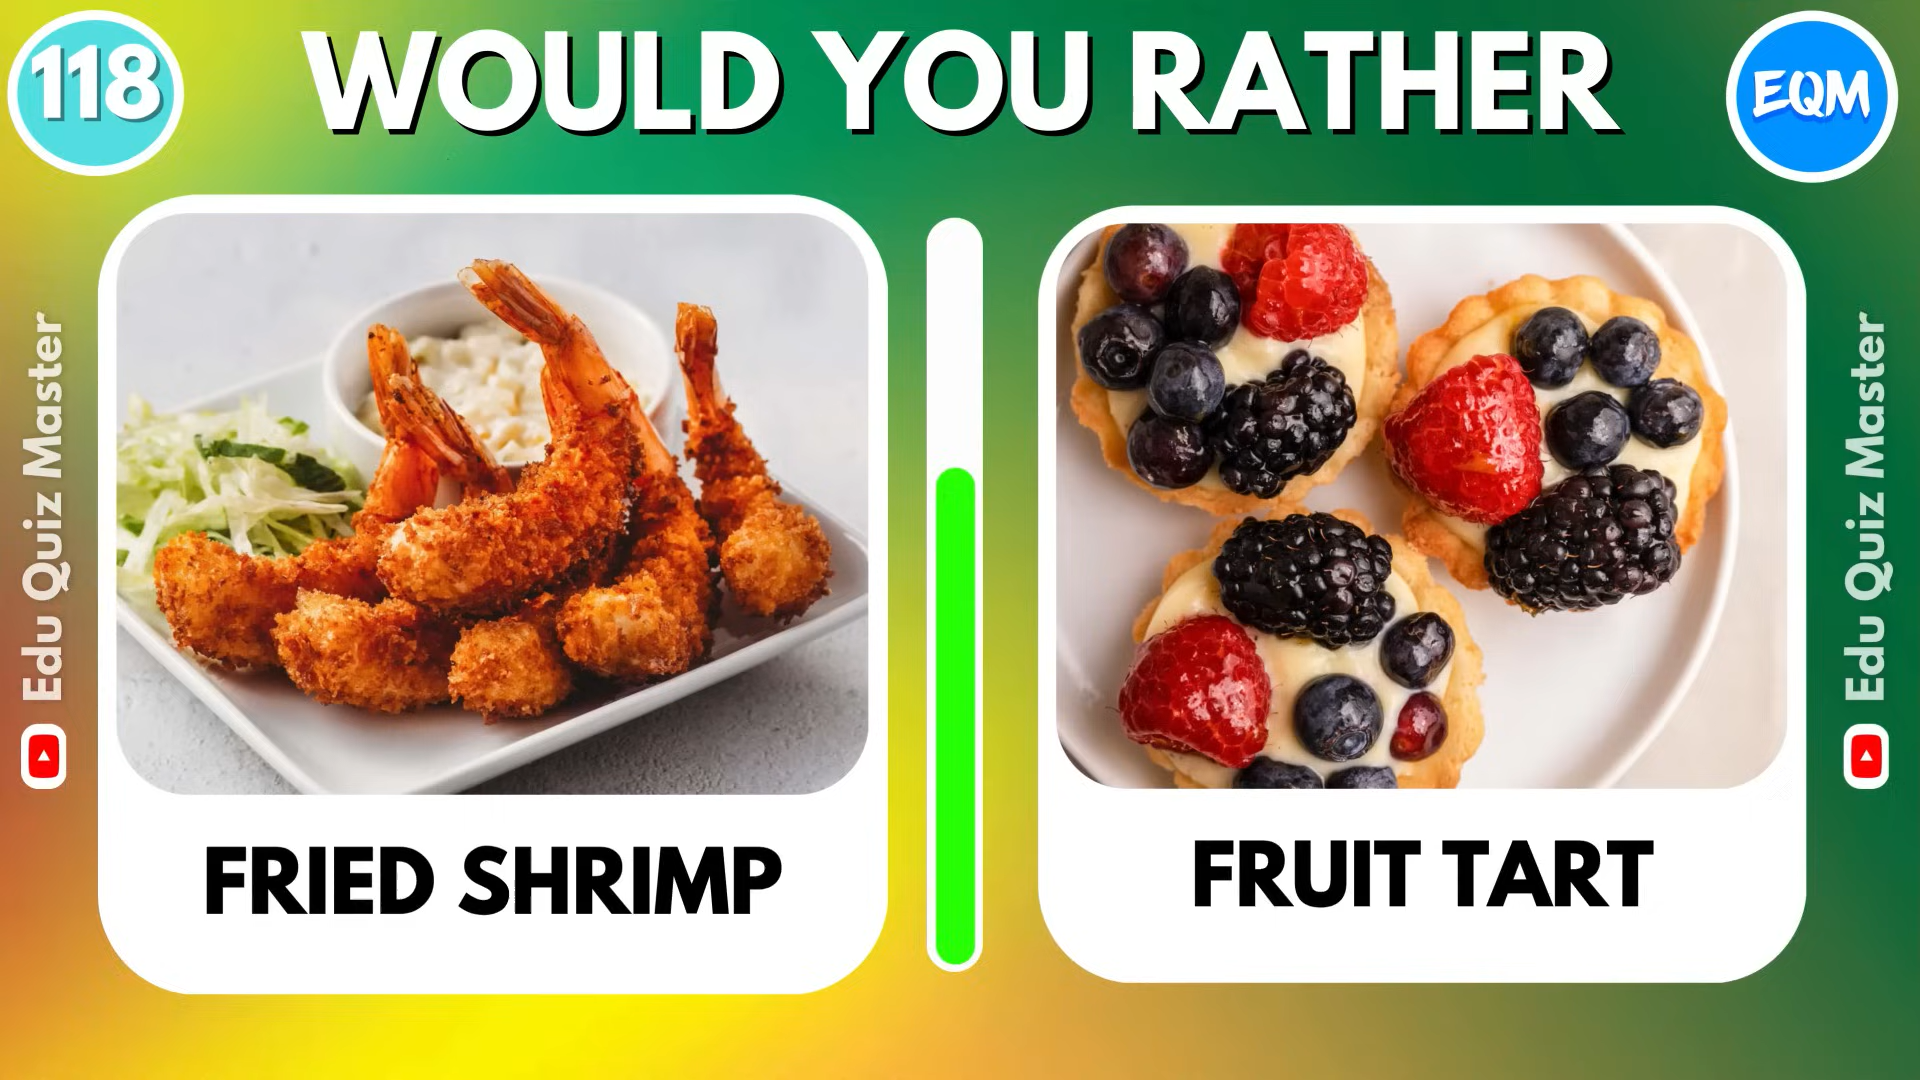 118
WOULD YOU RATHER
EQM
Edu Quiz Master
Edu Quiz Master
FRIED SHRIMP
FRUIT TART